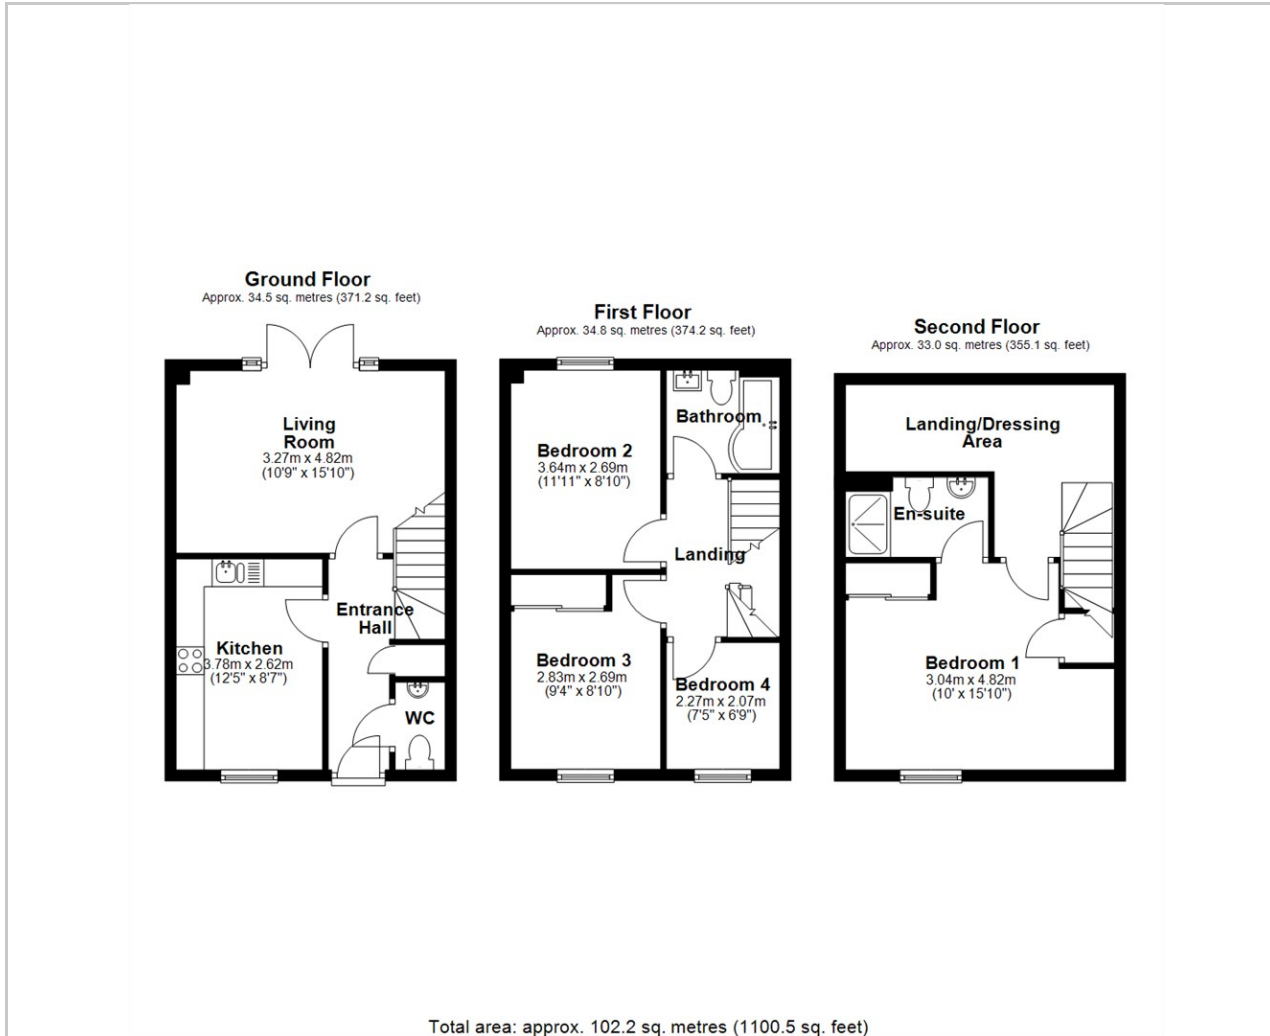 Ground Floor
Approx. 34.5 sq. metres (371.2 sq. feet)
Living
Room
3.27m x 4.82m
(10'9" x 15'10")
Kitchen
3.78m x 2.62m
(12'5" x 8'7")
Entrance
Hall
WC
First Floor
Approx. 34.8 sq. metres (374.2 sq. feet)
Bedroom 2
3.64m x 2.69m
(11'11" x 8'10")
Bathroom
Landing
Bedroom 3
2.83m x 2.69m
(9'4" x 8'10")
Bedroom 4
2.27m x 2.07m
(7'5" x 6'9")
Second Floor
Approx. 33.0 sq. metres (355.1 sq. feet)
Landing/Dressing
Area
En-suite
Bedroom 1
3.04m x 4.82m
(10' x 15'10")
Total area: approx. 102.2 sq. metres (1100.5 sq. feet)